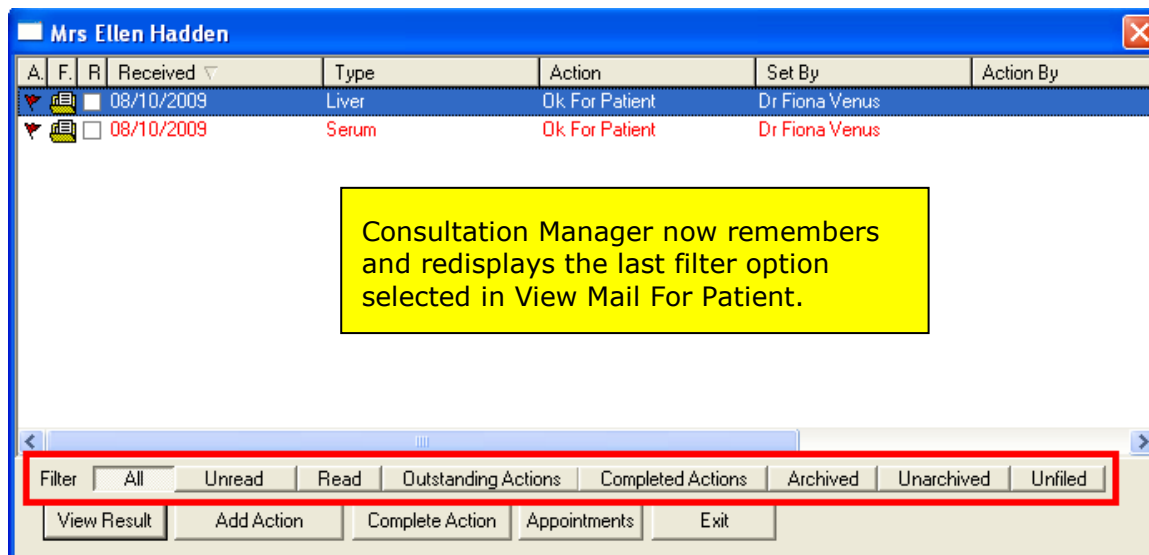 Mrs Ellen Hadden
A. F. R Received Type Action Set By Action By
08/10/2009 Liver Ok For Patient Dr Fiona Venus
08/10/2009 Serum Ok For Patient Dr Fiona Venus
Consultation Manager now remembers
and redisplays the last filter option
selected in View Mail For Patient.
Filter All Unread Read Outstanding Actions Completed Actions Archived Unarchived Unfiled
View Result Add Action Complete Action Appointments Exit